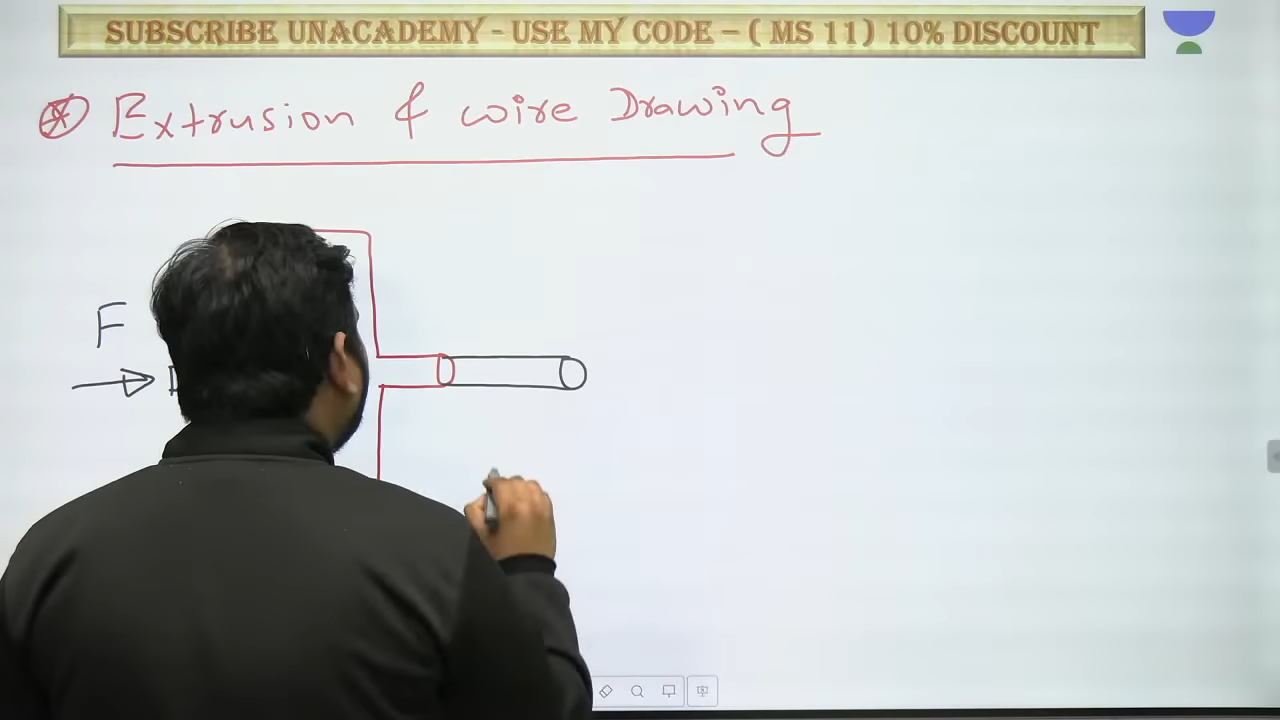 SUBSCRIBE UNACADEMY - USE MY CODE – ( MS 11) 10% DISCOUNT
Extrusion & wire Drawing
F